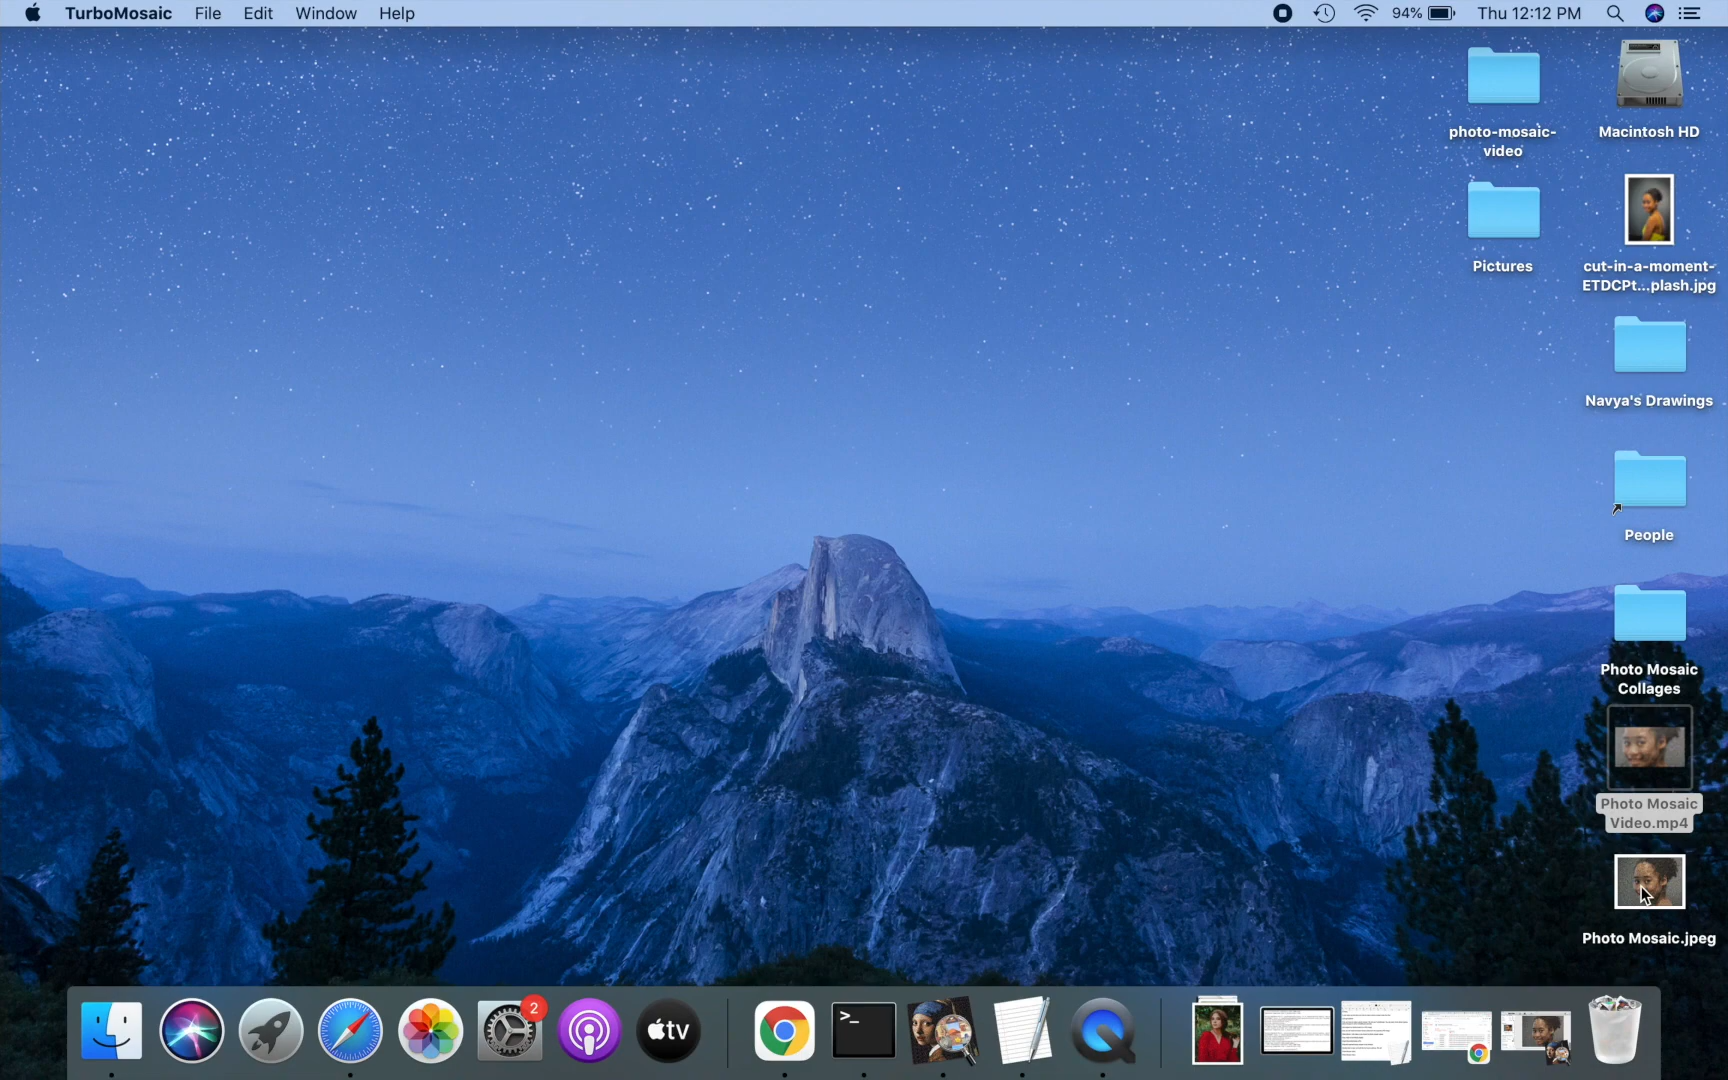 TurboMosaic File Edit Window Help 94% Thu 12:12 PM
photo-mosaic-
video
Macintosh HD
Pictures
cut-in-a-moment-
ETDCPt...plash.jpg
Navya's Drawings
People
Photo Mosaic
Collages
Photo Mosaic
Video.mp4
Photo Mosaic.jpeg
2
tv
>_